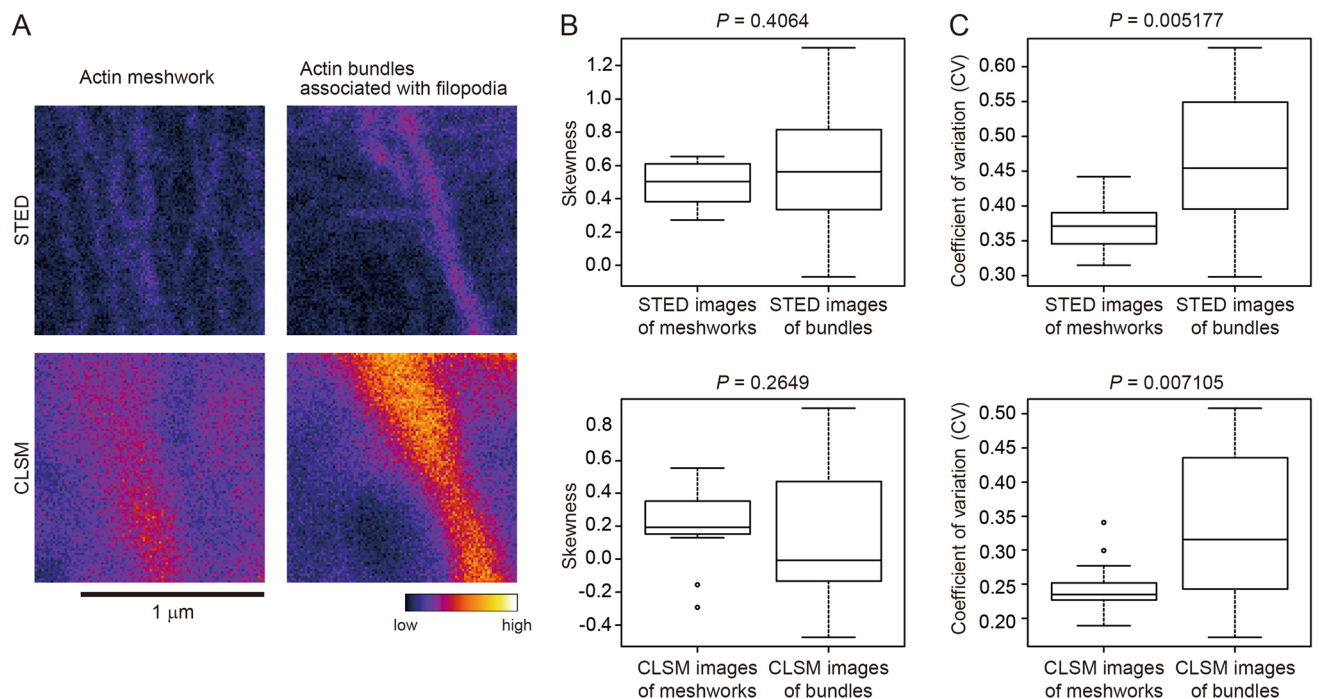 A
Actin meshwork
Actin bundles
associated with filopodia
STED
CLSM
1 μm
low
high
B
P = 0.4064
Skewness
1.2
1.0
0.8
0.6
0.4
0.2
0.0
STED images
of meshworks
STED images
of bundles
P = 0.2649
Skewness
0.8
0.6
0.4
0.2
0.0
-0.2
-0.4
CLSM images
of meshworks
CLSM images
of bundles
C
P = 0.005177
Coefficient of variation (CV)
0.60
0.55
0.50
0.45
0.40
0.35
0.30
STED images
of meshworks
STED images
of bundles
P = 0.007105
Coefficient of variation (CV)
0.50
0.45
0.40
0.35
0.30
0.25
0.20
CLSM images
of meshworks
CLSM images
of bundles